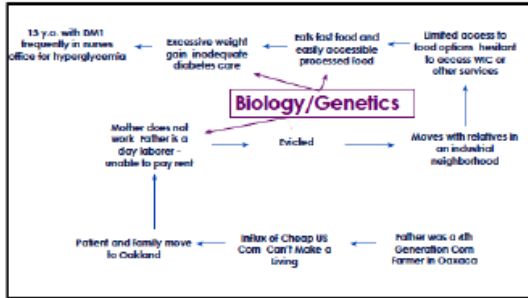 15 y.o. with DM1
frequently in nurses
office for hyperglycemia
Excessive weight
gain inadequate
diabetes care
Eats fast food and
easily accessible
processed food
Limited access to
food options hesitant
to access WIC or
other services
Biology/Genetics
Mother does not
work Father is a
day laborer -
unable to pay rent
Evicted
Moves with relatives in
an industrial
neighborhood
Patient and family move
to Oakland
Influx of Cheap US
Corn Can't Make a
Living
Father was a 4th
Generation Corn
Farmer in Oaxaca